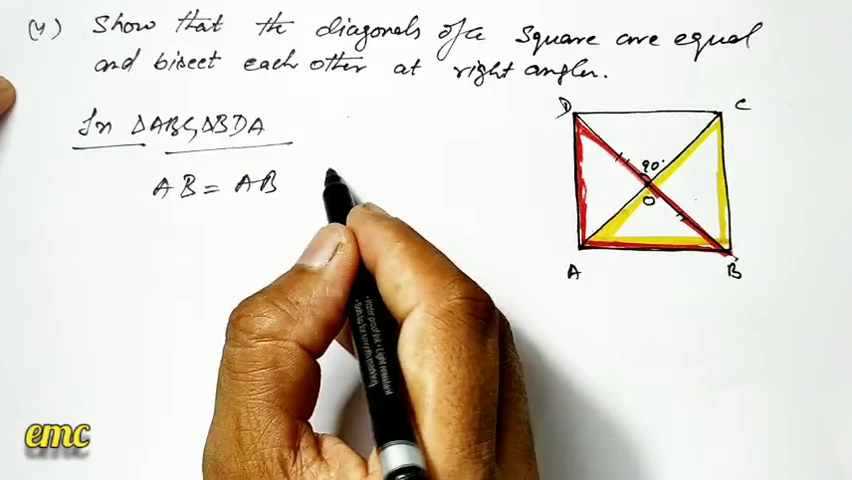 (4) Show that the diagonals of a square are equal
and bisect each other at right angles.
In ΔABC, ΔBDA
AB = AB
D
C
90°
O
A
B
emc